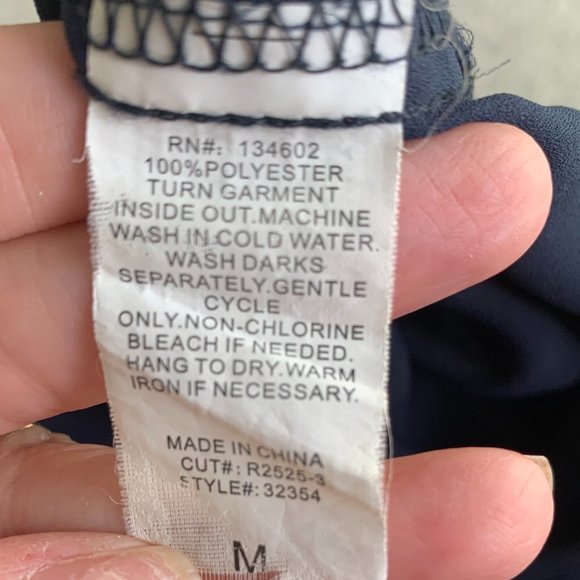 RN#: 134602
100%POLYESTER
TURN GARMENT
INSIDE OUT.MACHINE
WASH IN COLD WATER.
WASH DARKS
SEPARATELY.GENTLE
CYCLE
ONLY.NON-CHLORINE
BLEACH IF NEEDED.
HANG TO DRY.WARM
IRON IF NECESSARY.
MADE IN CHINA
CUT#: R2525-3
STYLE#: 32354
M